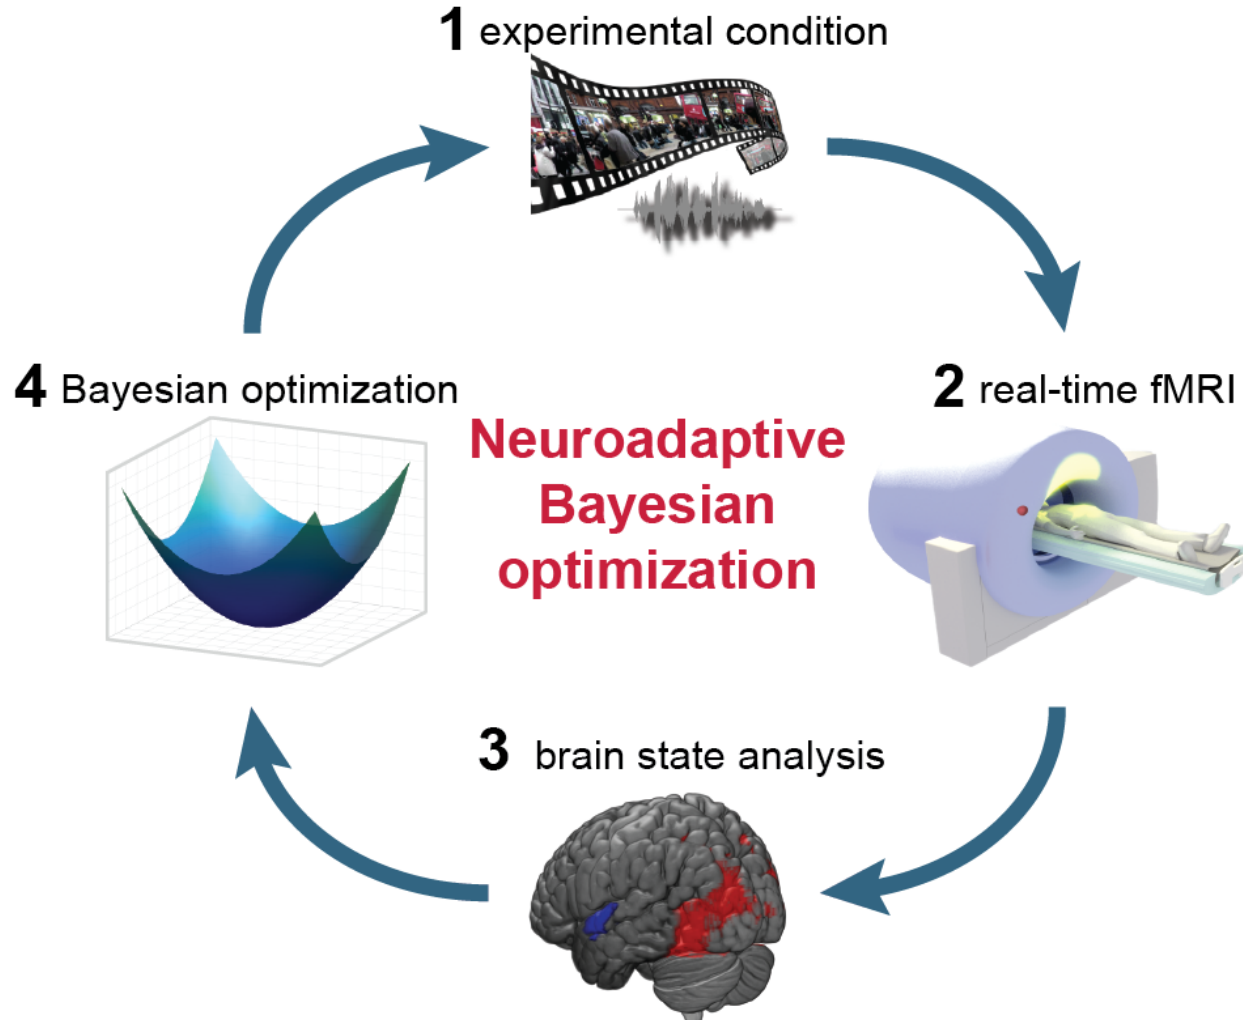 1 experimental condition
4 Bayesian optimization
2 real-time fMRI
Neuroadaptive
Bayesian
optimization
3 brain state analysis